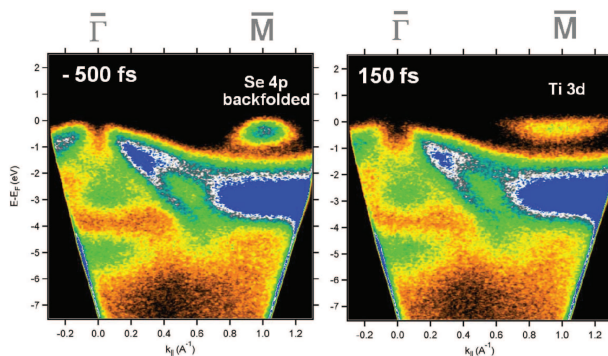 Γ̅ M̅ Γ̅ M̅
- 500 fs
Se 4p
backfolded
150 fs
Ti 3d
E-E_F (eV)
2
1
0
-1
-2
-3
-4
-5
-6
-7
-0.2 0.0 0.2 0.4 0.6 0.8 1.0 1.2
k_|| (A⁻¹)
2
1
0
-1
-2
-3
-4
-5
-6
-7
-0.2 0.0 0.2 0.4 0.6 0.8 1.0 1.2
k_|| (A⁻¹)